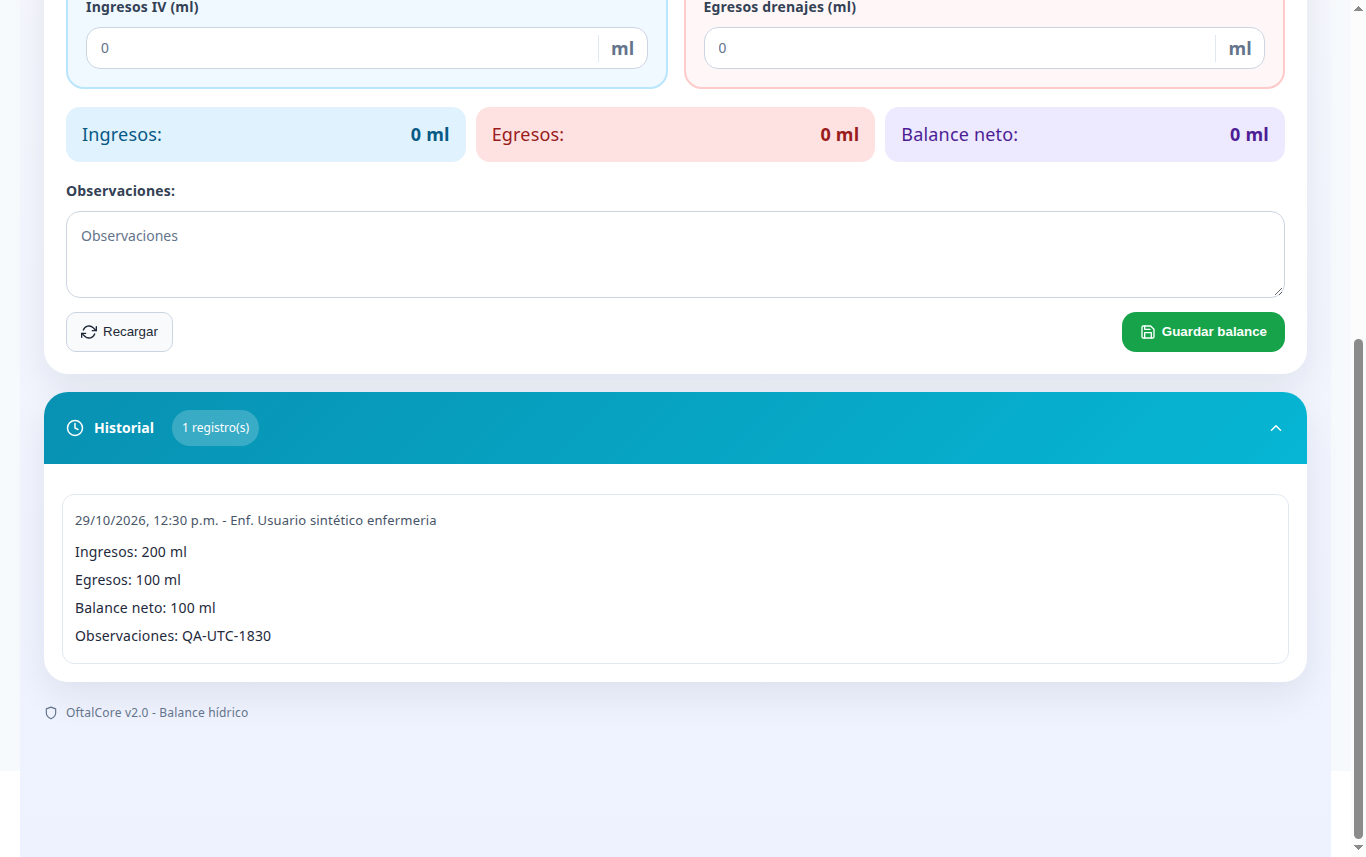 Ingresos IV (ml)
Egresos drenajes (ml)
0
ml
0
ml
Ingresos:
0 ml
Egresos:
0 ml
Balance neto:
0 ml
Observaciones:
Observaciones
Recargar
Guardar balance
Historial
1 registro(s)
29/10/2026, 12:30 p.m. - Enf. Usuario sintético enfermeria
Ingresos: 200 ml
Egresos: 100 ml
Balance neto: 100 ml
Observaciones: QA-UTC-1830
OftalCore v2.0 - Balance hídrico